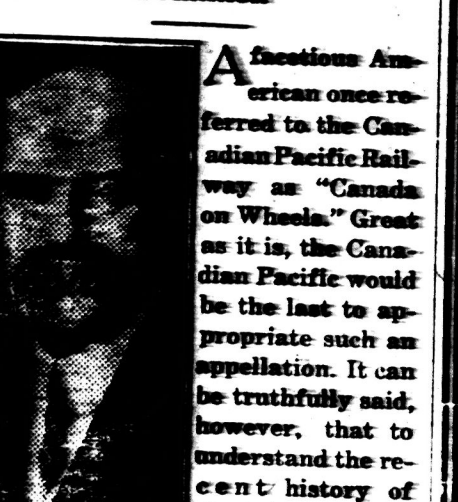 A facetious Am-
erican once re-
ferred to the Can-
adian Pacific Rail-
way as "Canada
on Wheels." Great
as it is, the Cana-
dian Pacific would
be the last to ap-
propriate such an
appellation. It can
be truthfully said,
however, that to
understand the re-
cent history of